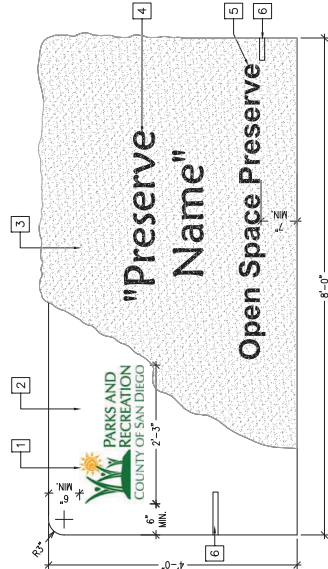 1
2
3
4
5
6
R3"
6"
MIN.
PARKS AND
RECREATION
COUNTY OF SAN DIEGO
2'-3"
6"
MIN.
"Preserve
Name"
Open Space Preserve
7"
MIN.
6
4'-0"
8'-0"